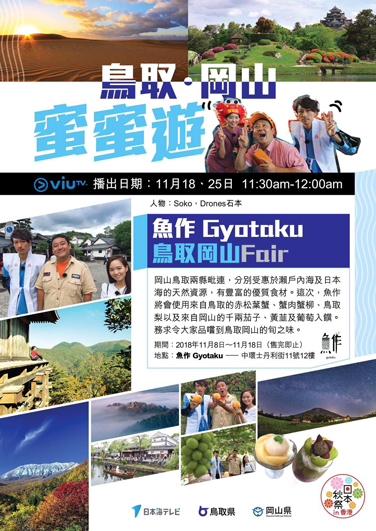 鳥取・岡山
蜜蜜遊
viuTV. 播出日期：11月18、25日 11:30am-12:00am
人物：Soko，Drones石本
魚作 Gyotaku
鳥取岡山Fair
岡山鳥取兩縣毗連，分別受惠於瀨戶內海及日本
海的天然資源，有豐富的優質食材。這次，魚作
將會使用來自鳥取的赤松葉蟹、蟹肉蟹柳、鳥取
梨以及來自岡山的千兩茄子、黃韮及葡萄入饌。
務求令大家品嚐到鳥取岡山的旬之味。
期間：2018年11月8日—11月18日（售完即止）
地點：魚作 Gyotaku —— 中環士丹利街11號12樓
魚作
日本海テレビ
鳥取県
岡山県
日本秋祭
in 香港